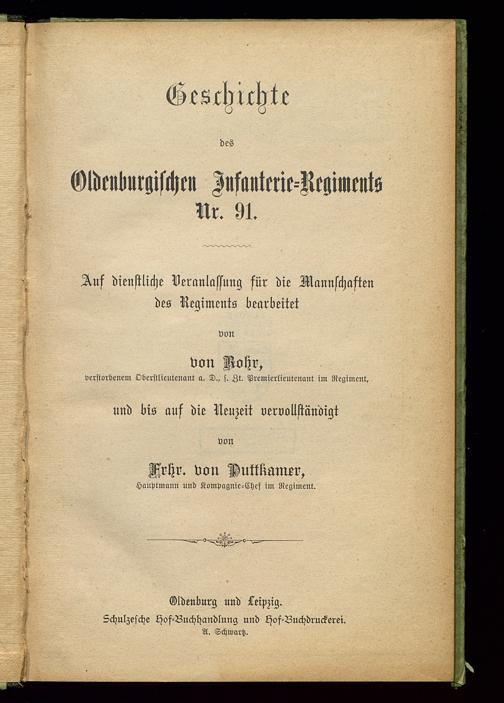 Geschichte
des
Oldenburgischen Infanterie-Regiments
Nr. 91.
Auf dienstliche Veranlassung für die Mannschaften
des Regiments bearbeitet
von
von Rohr,
verstorbenem Oberstlieutenant a. D., s. Zt. Premierlieutenant im Regiment,
und bis auf die Neuzeit vervollständigt
von
Frhr. von Puttkamer,
Hauptmann und Kompagnie-Chef im Regiment.
Oldenburg und Leipzig.
Schulzesche Hof-Buchhandlung und Hof-Buchdruckerei.
A. Schwartz.